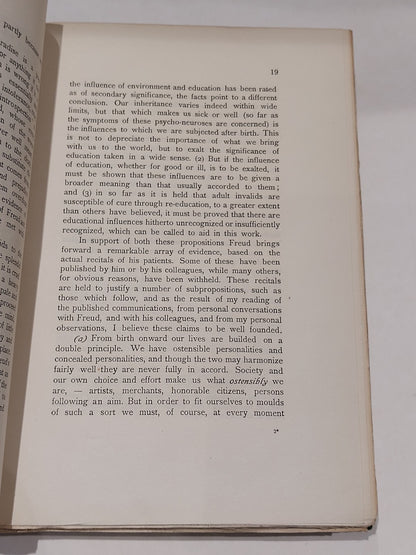 partly because
19
the influence of environment and education has been rated
as of secondary significance, the facts point to a different
conclusion. Our inheritance varies indeed within wide
limits, but that which makes us sick or well (so far as
the symptoms of the psycho-neuroses are concerned) is
the influences to which we are subjected after birth. This is
not to depreciate the importance of what we bring
with us to the world, but to exalt the significance of
education taken in a wide sense. (2) But if the influence
of education, whether for good or ill, is to be exalted, it
must be shown that these influences are to be given a
broader meaning than that usually accorded to them;
and (3) in so far as it is held that adult invalids are
susceptible of cure through re-education, to a greater extent
than others have believed, it must be proved that there are
educational influences hitherto unrecognized or insufficiently
recognized, which can be called to aid in this work.
In support of both these propositions Freud brings
forward a remarkable array of evidence, based on the
actual recitals of his patients. Some of these have been
published by him or by his colleagues, while many others,
for obvious reasons, have been withheld. These recitals
are held to justify a number of subpropositions, such as
those which follow, and as the result of my reading of
the published communications, from personal conversations
with Freud, and with his colleagues, and from my personal
observations, I believe these claims to be well founded.
(a) From birth onward our lives are builded on a
double principle. We have ostensible personalities and
concealed personalities, and though the two may harmonize
fairly well they are never fully in accord. Society and
our own choice and effort make us what ostensibly we
are, — artists, merchants, honorable citizens, persons
following an aim. But in order to fit ourselves to moulds
of such a sort we must, of course, at every moment
2*